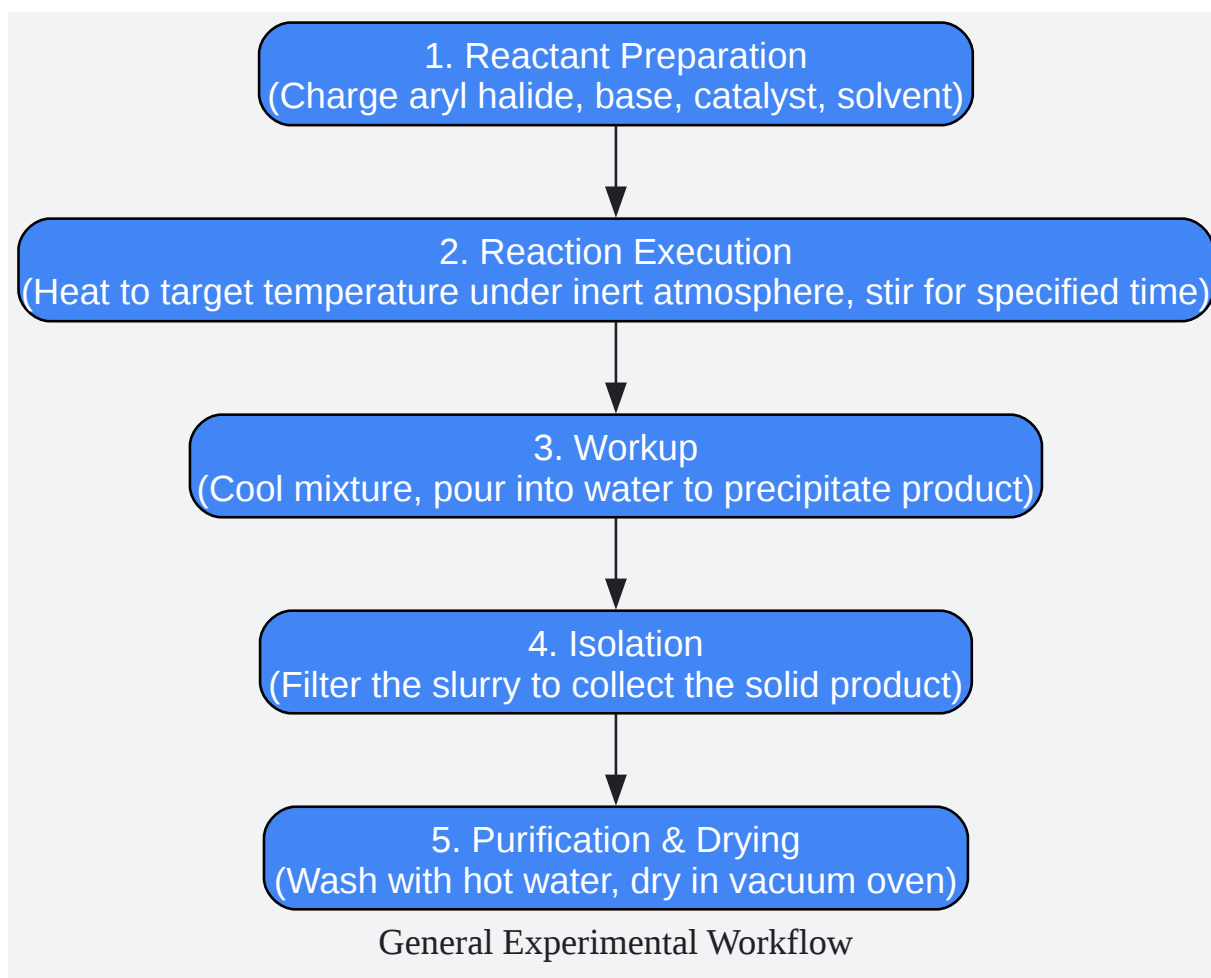 1. Reactant Preparation
(Charge aryl halide, base, catalyst, solvent)
2. Reaction Execution
(Heat to target temperature under inert atmosphere, stir for specified time)
3. Workup
(Cool mixture, pour into water to precipitate product)
4. Isolation
(Filter the slurry to collect the solid product)
5. Purification & Drying
(Wash with hot water, dry in vacuum oven)
General Experimental Workflow